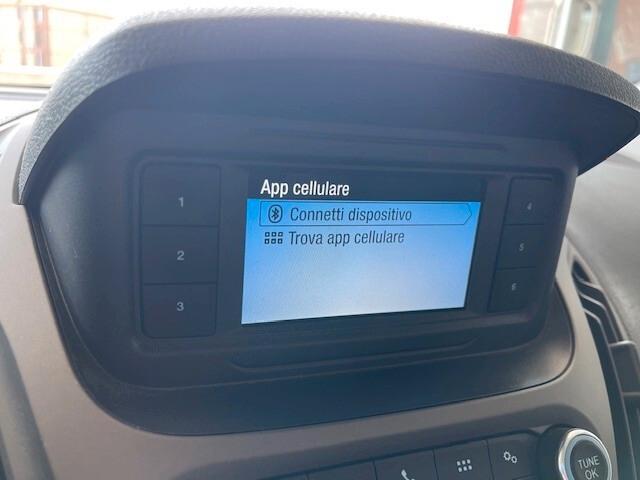 App cellulare
Connetti dispositivo
Trova app cellulare
1
2
3
4
5
6
TUNE
OK